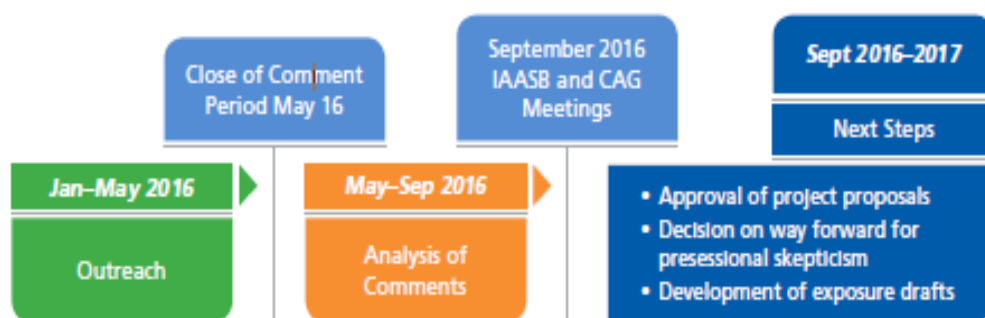 Close of Comment
Period May 16
September 2016
IAASB and CAG
Meetings
Sept 2016–2017
Next Steps
Jan–May 2016
Outreach
May–Sep 2016
Analysis of
Comments
• Approval of project proposals
• Decision on way forward for
presessional skepticism
• Development of exposure drafts